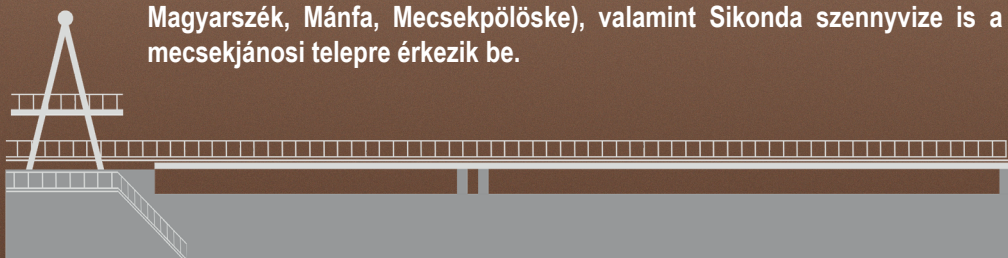 Magyarszék, Mánfa, Mecsekpölöske), valamint Sikonda szennyvize is a
mecsekjánosi telepre érkezik be.